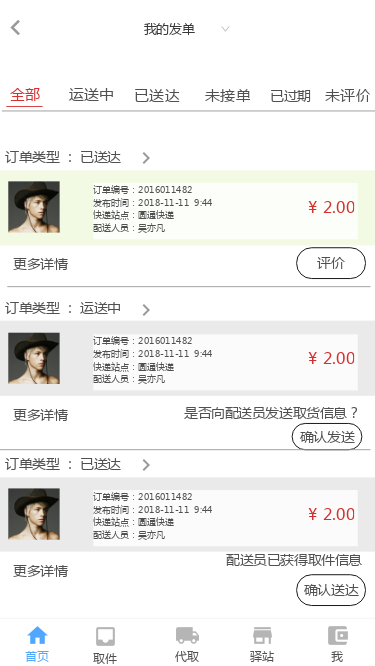 我的发单
全部 运送中 已送达 未接单 已过期 未评价
订单类型 ： 已送达
订单编号：2016011482
发布时间：2018-11-11 9:44
快递站点：圆通快递
配送人员：吴亦凡
¥ 2.00
更多详情 评价
订单类型 ： 运送中
订单编号：2016011482
发布时间：2018-11-11 9:44
快递站点：圆通快递
配送人员：吴亦凡
¥ 2.00
更多详情 是否向配送员发送取货信息？
确认发送
订单类型 ： 已送达
订单编号：2016011482
发布时间：2018-11-11 9:44
快递站点：圆通快递
配送人员：吴亦凡
¥ 2.00
配送员已获得取件信息
更多详情
确认送达
首页 取件 代取 驿站 我